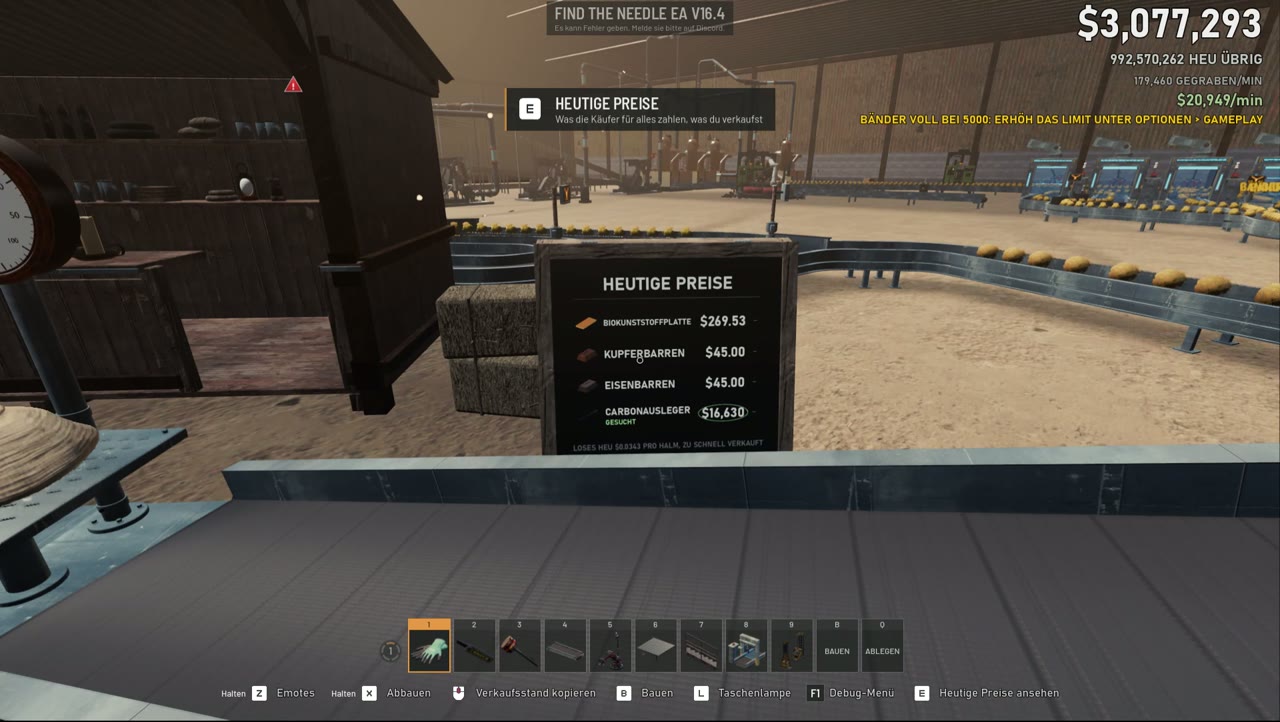 FIND THE NEEDLE EA V16.4
Es kann Fehler geben. Melde sie bitte auf Discord.
$3,077,293
992,570,262 HEU ÜBRIG
179,460 GEGRABEN/MIN
$20,949/min
BÄNDER VOLL BEI 5000: ERHÖH DAS LIMIT UNTER OPTIONEN > GAMEPLAY
E
HEUTIGE PREISE
Was die Käufer für alles zahlen, was du verkaufst
50
100
HEUTIGE PREISE
BIOKUNSTSTOFFPLATTE $269.53 -
KUPFERBARREN $45.00 -
EISENBARREN $45.00 -
CARBONAUSLEGER $16,630 -
GESUCHT
LOSES HEU $0.0343 PRO HALM, ZU SCHNELL VERKAUFT
1
1 2 3 4 5 6 7 8 9 B Q
BAUEN ABLEGEN
Halten Z Emotes Halten X Abbauen Verkaufsstand kopieren B Bauen L Taschenlampe F1 Debug-Menu E Heutige Preise ansehen